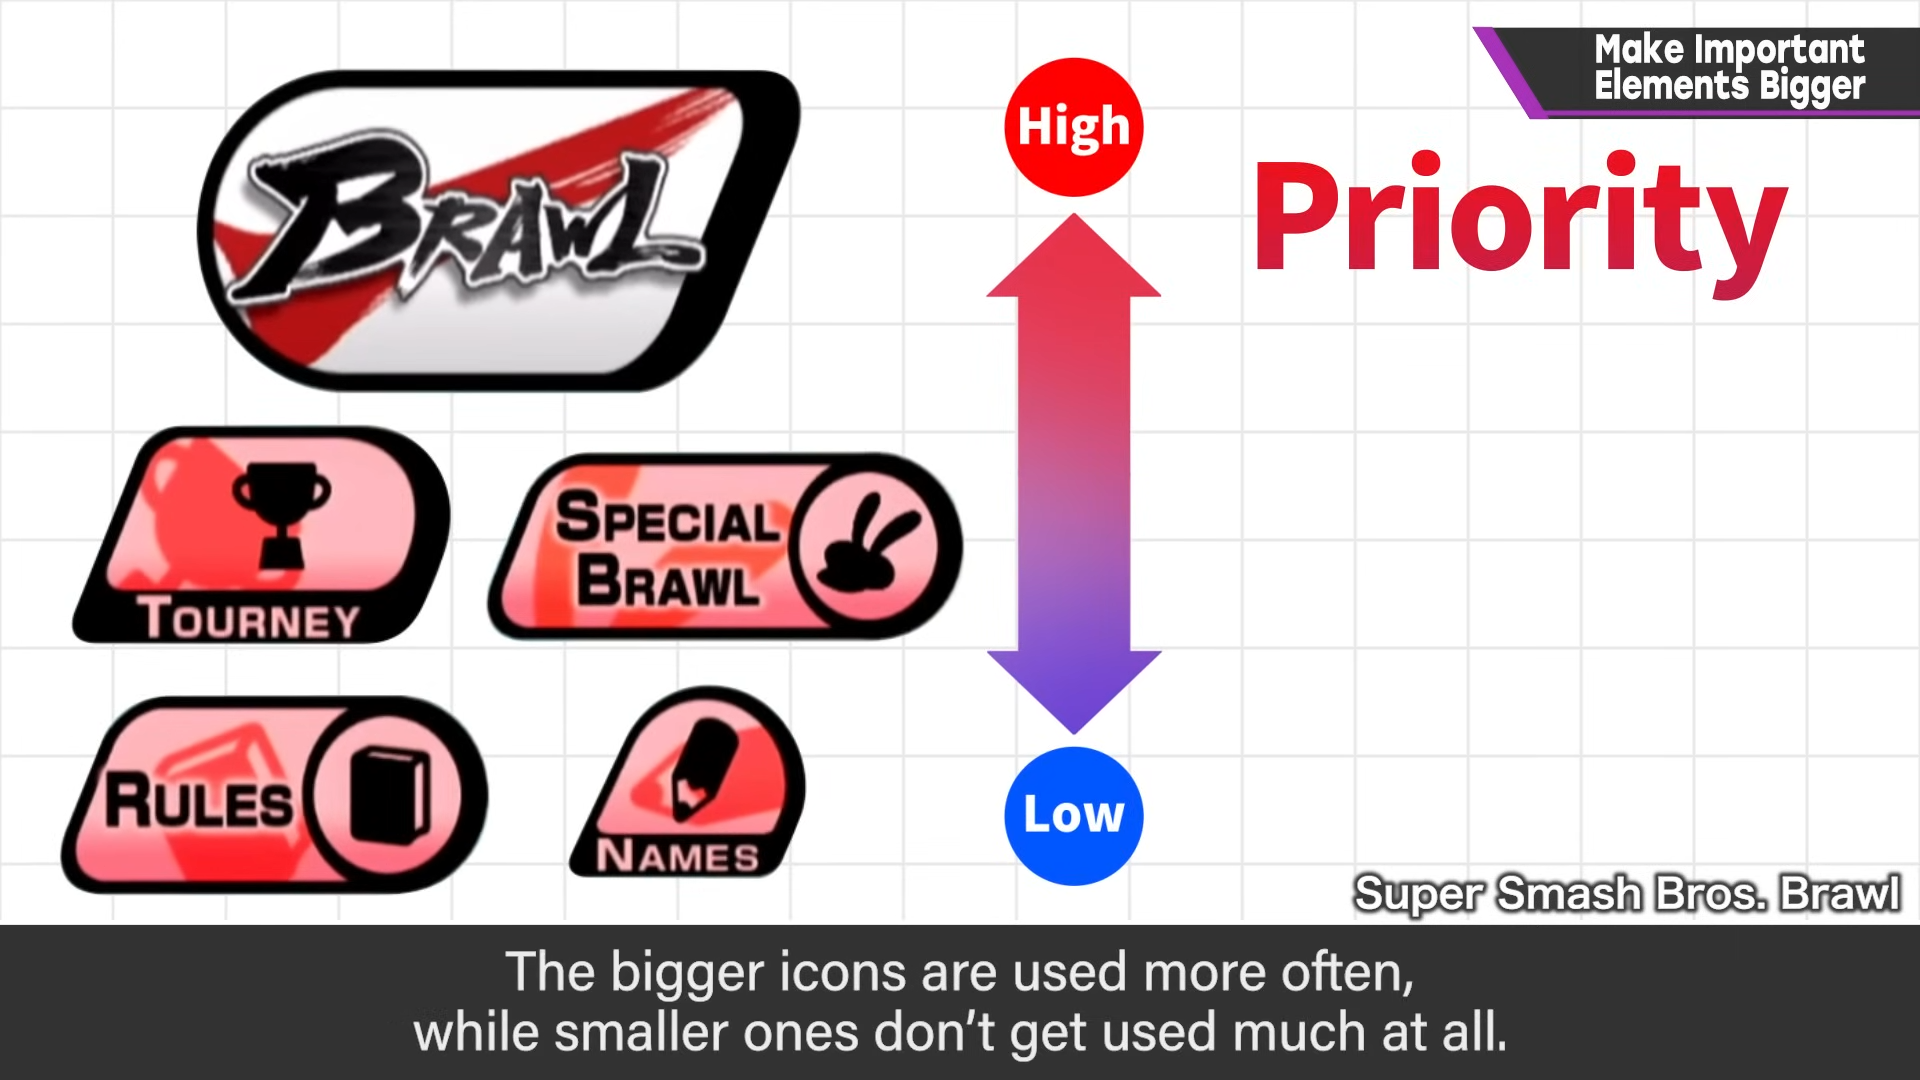 Make Important
Elements Bigger
BRAWL
High
Priority
TOURNEY
SPECIAL
BRAWL
RULES
NAMES
Low
Super Smash Bros. Brawl
The bigger icons are used more often,
while smaller ones don’t get used much at all.